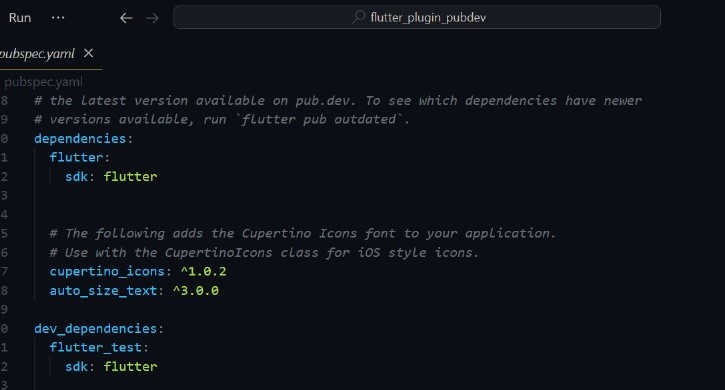 Run ··· ← → flutter_plugin_pubdev
pubspec.yaml ×
pubspec.yaml
8 # the latest version available on pub.dev. To see which dependencies have newer
9 # versions available, run `flutter pub outdated`.
0 dependencies:
1 flutter:
2 sdk: flutter
3
4
5 # The following adds the Cupertino Icons font to your application.
6 # Use with the CupertinoIcons class for iOS style icons.
7 cupertino_icons: ^1.0.2
8 auto_size_text: ^3.0.0
9
0 dev_dependencies:
1 flutter_test:
2 sdk: flutter
3